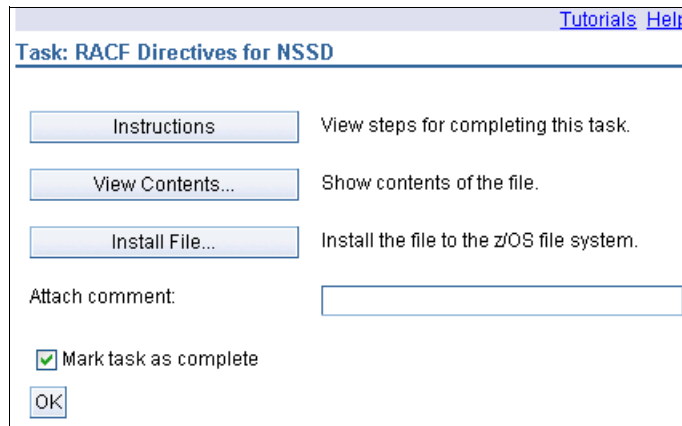 Tutorials Help
Task: RACF Directives for NSSD
Instructions View steps for completing this task.
View Contents... Show contents of the file.
Install File... Install the file to the z/OS file system.
Attach comment:
Mark task as complete
OK